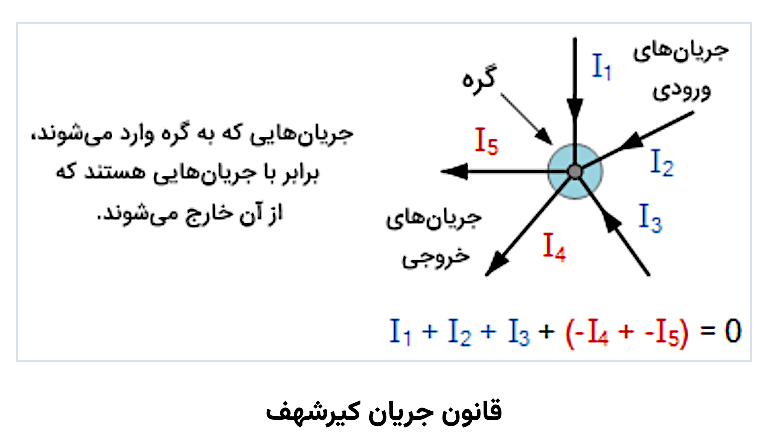 جریان‌هایی که به گره وارد می‌شوند،
برابر با جریان‌هایی هستند که
از آن خارج می‌شوند.
جریان‌های
ورودی
گره
I₁
I₂
I₃
I₄
I₅
جریان‌های
خروجی
I₁ + I₂ + I₃ + (-I₄ + -I₅) = 0
قانون جریان کیرشهف